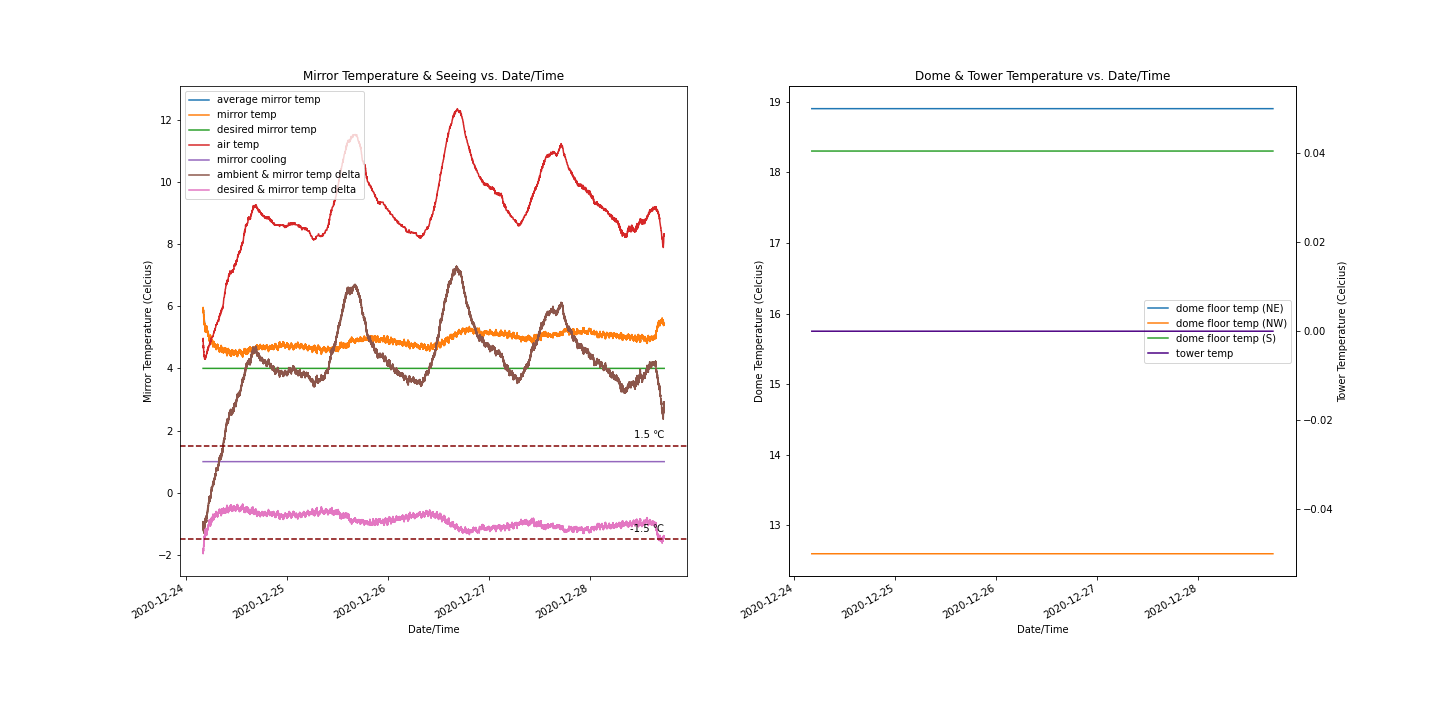 Mirror Temperature & Seeing vs. Date/Time
average mirror temp
mirror temp
desired mirror temp
air temp
mirror cooling
ambient & mirror temp delta
desired & mirror temp delta
Mirror Temperature (Celcius)
12
10
8
6
4
2
0
−2
1.5 °C
-1.5 °C
2020-12-24
2020-12-25
2020-12-26
2020-12-27
2020-12-28
Date/Time
Dome & Tower Temperature vs. Date/Time
Dome Temperature (Celcius)
19
18
17
16
15
14
13
dome floor temp (NE)
dome floor temp (NW)
dome floor temp (S)
tower temp
0.04
0.02
0.00
−0.02
−0.04
Tower Temperature (Celcius)
2020-12-24
2020-12-25
2020-12-26
2020-12-27
2020-12-28
Date/Time